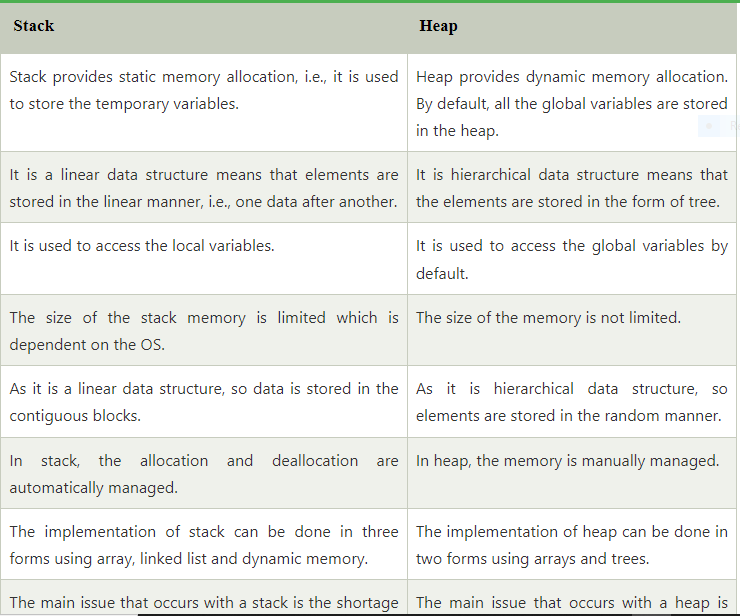 Stack
Heap
Stack provides static memory allocation, i.e., it is used
to store the temporary variables.
Heap provides dynamic memory allocation.
By default, all the global variables are stored
in the heap.
It is a linear data structure means that elements are
stored in the linear manner, i.e., one data after another.
It is hierarchical data structure means that
the elements are stored in the form of tree.
It is used to access the local variables.
It is used to access the global variables by
default.
The size of the stack memory is limited which is
dependent on the OS.
The size of the memory is not limited.
As it is a linear data structure, so data is stored in the
contiguous blocks.
As it is hierarchical data structure, so
elements are stored in the random manner.
In stack, the allocation and deallocation are
automatically managed.
In heap, the memory is manually managed.
The implementation of stack can be done in three
forms using array, linked list and dynamic memory.
The implementation of heap can be done in
two forms using arrays and trees.
The main issue that occurs with a stack is the shortage
The main issue that occurs with a heap is